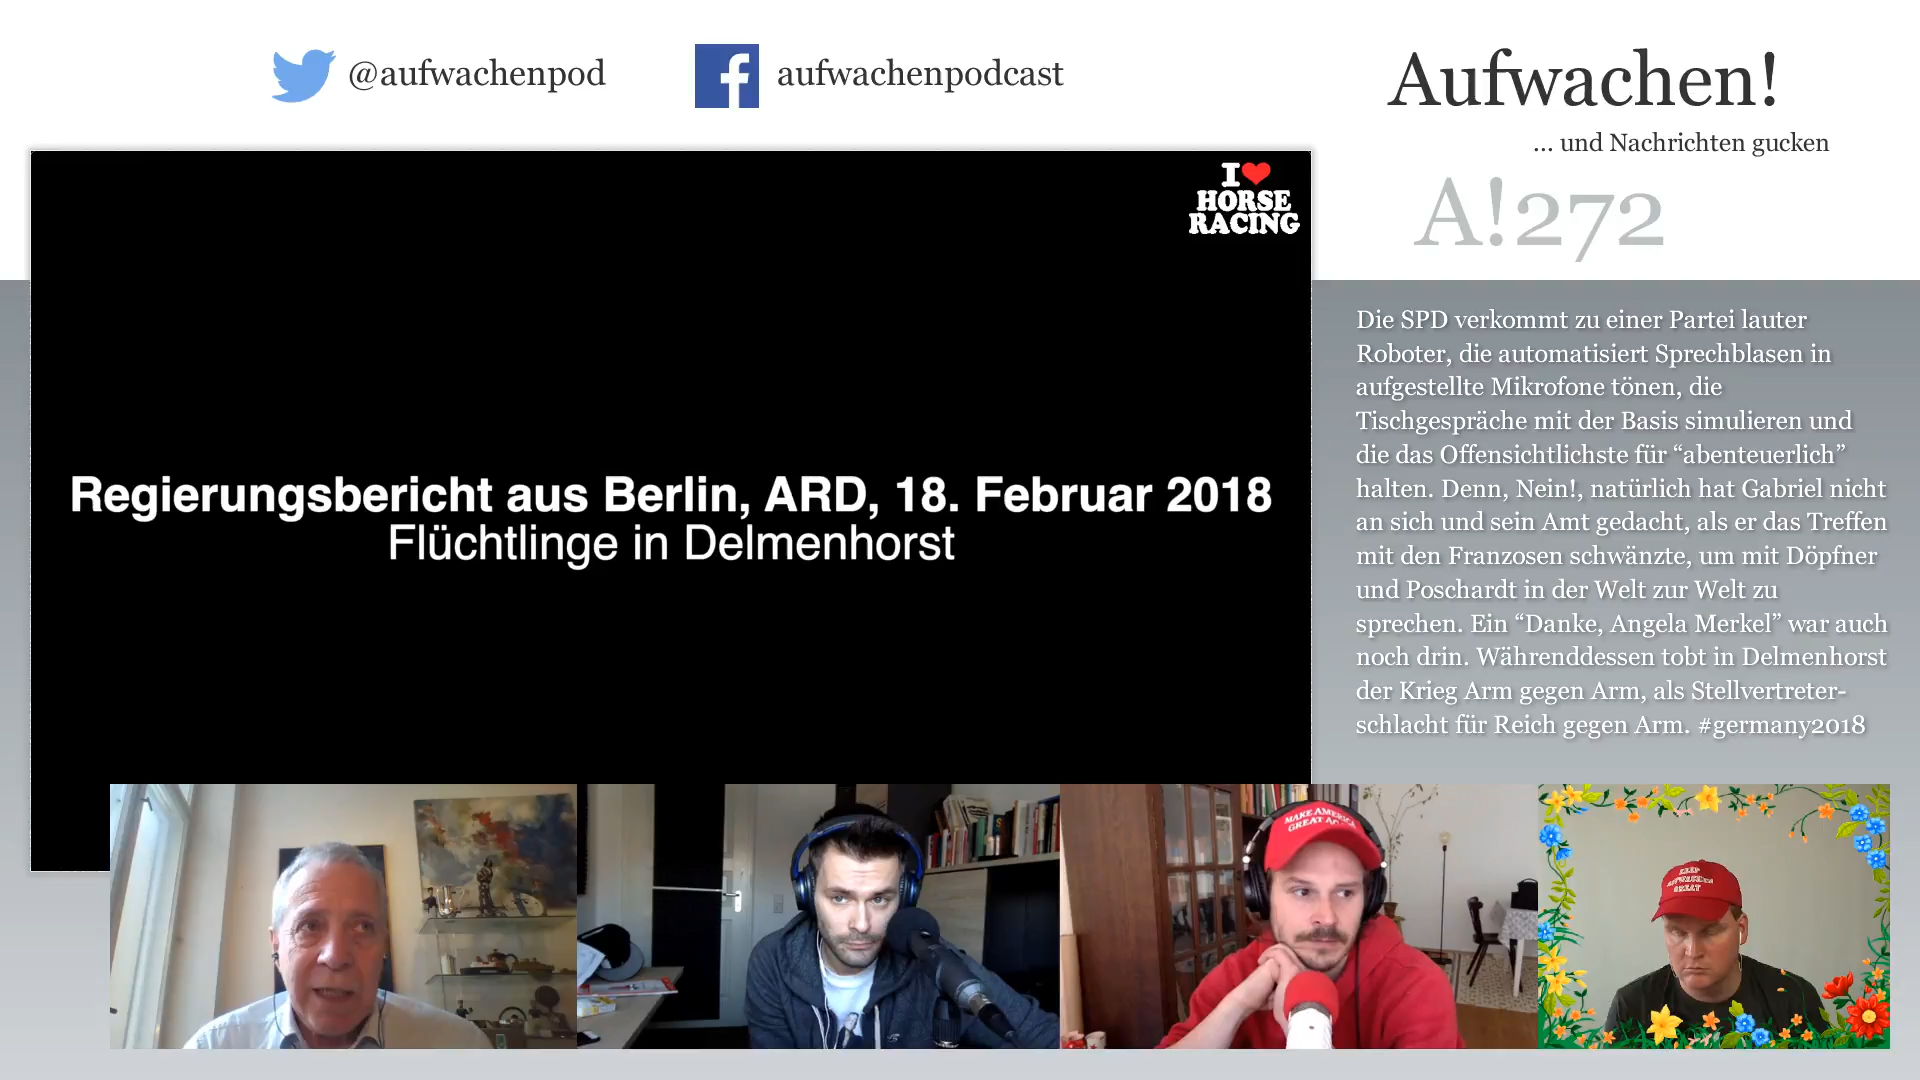 @aufwachenpod
aufwachenpodcast
Aufwachen!
... und Nachrichten gucken
A!272
I
HORSE
RACING
Regierungsbericht aus Berlin, ARD, 18. Februar 2018
Flüchtlinge in Delmenhorst
Die SPD verkommt zu einer Partei lauter
Roboter, die automatisiert Sprechblasen in
aufgestellte Mikrofone tönen, die
Tischgespräche mit der Basis simulieren und
die das Offensichtlichste für “abenteuerlich”
halten. Denn, Nein!, natürlich hat Gabriel nicht
an sich und sein Amt gedacht, als er das Treffen
mit den Franzosen schwänzte, um mit Döpfner
und Poschardt in der Welt zur Welt zu
sprechen. Ein “Danke, Angela Merkel” war auch
noch drin. Währenddessen tobt in Delmenhorst
der Krieg Arm gegen Arm, als Stellvertreter-
schlacht für Reich gegen Arm. #germany2018
MAKE AMERICA
GREAT AG
KEEP
AUFWACHEN
GREAT